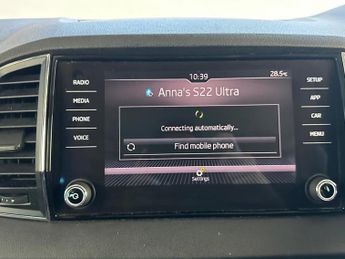 10:39
28.5°C
RADIO
MEDIA
PHONE
VOICE
Anna's S22 Ultra
Connecting automatically...
Find mobile phone
Settings
SETUP
APP
CAR
MENU